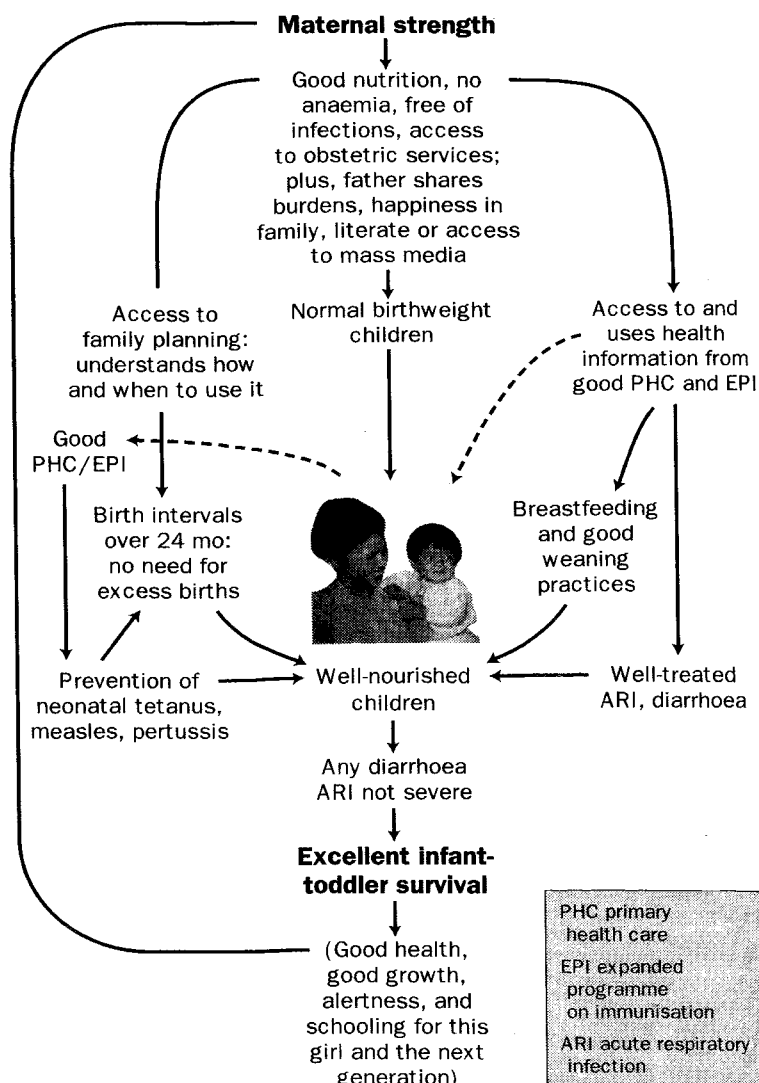 Maternal strength
Good nutrition, no
anaemia, free of
infections, access
to obstetric services;
plus, father shares
burdens, happiness in
family, literate or access
to mass media
Access to
family planning:
understands how
and when to use it
Normal birthweight
children
Access to and
uses health
information from
good PHC and EPI
Good
PHC/EPI
Birth intervals
over 24 mo:
no need for
excess births
Breastfeeding
and good
weaning
practices
Prevention of
neonatal tetanus,
measles, pertussis
Well-nourished
children
Well-treated
ARI, diarrhoea
Any diarrhoea
ARI not severe
Excellent infant-
toddler survival
(Good health,
good growth,
alertness, and
schooling for this
girl and the next
generation)
PHC primary
health care
EPI expanded
programme
on immunisation
ARI acute respiratory
infection